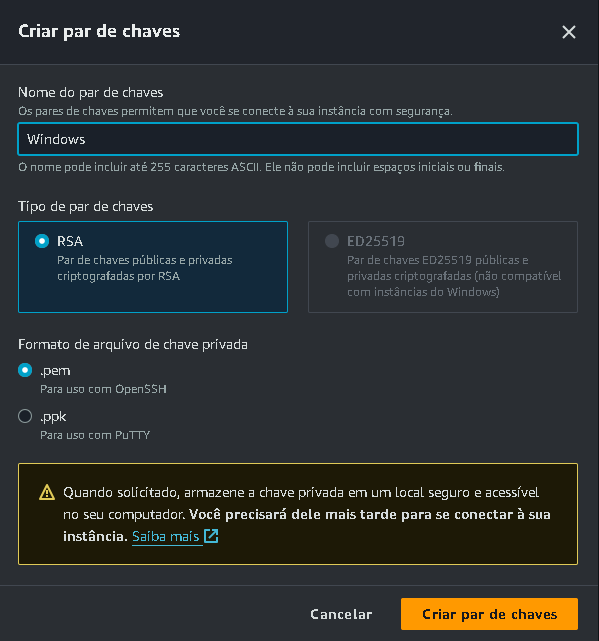 Criar par de chaves
Nome do par de chaves
Os pares de chaves permitem que você se conecte à sua instância com segurança.
Windows
O nome pode incluir até 255 caracteres ASCII. Ele não pode incluir espaços iniciais ou finais.
Tipo de par de chaves
RSA
Par de chaves públicas e privadas
criptografadas por RSA
ED25519
Par de chaves ED25519 públicas e
privadas criptografadas (não compatível
com instâncias do Windows)
Formato de arquivo de chave privada
.pem
Para uso com OpenSSH
.ppk
Para uso com PuTTY
Quando solicitado, armazene a chave privada em um local seguro e acessível
no seu computador. Você precisará dele mais tarde para se conectar à sua
instância. Saiba mais
Cancelar
Criar par de chaves